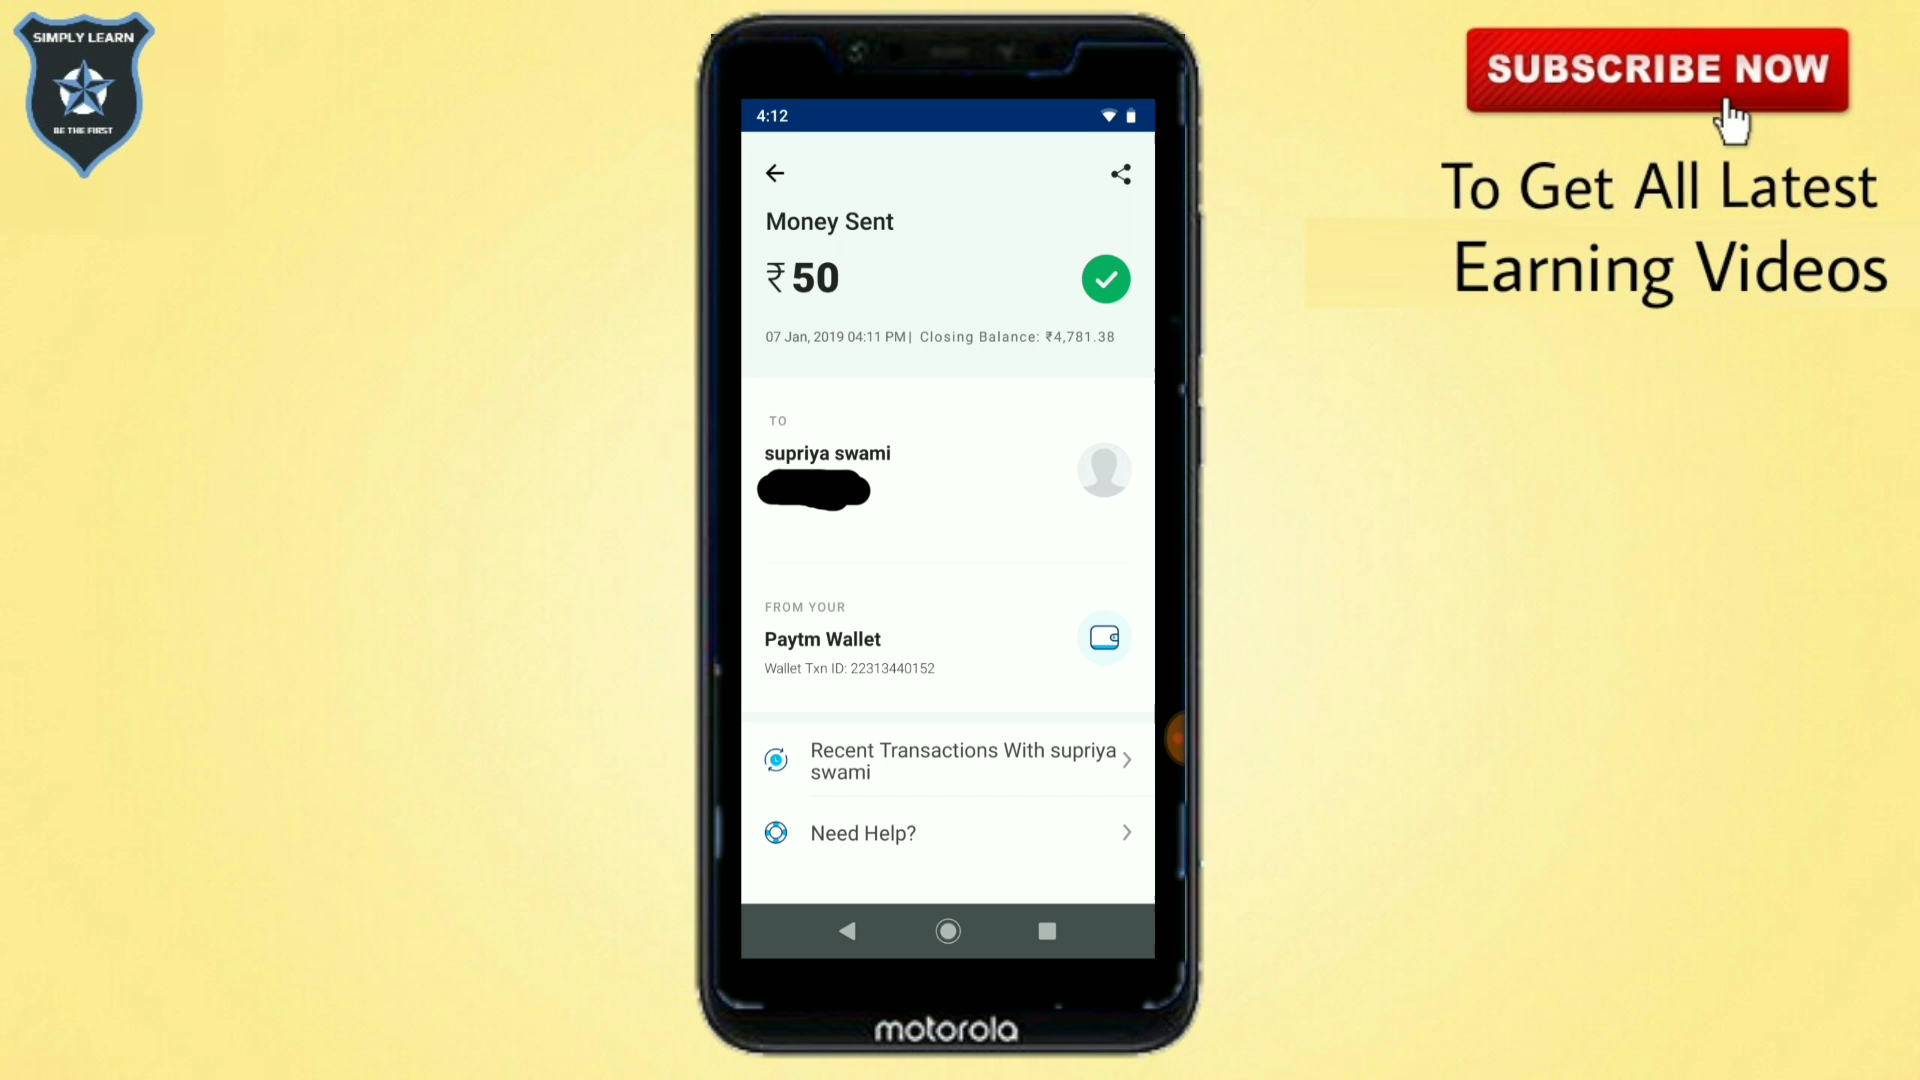 SIMPLY LEARN
BE THE FIRST
SUBSCRIBE NOW
To Get All Latest
Earning Videos
4:12
Money Sent
₹50
07 Jan, 2019 04:11 PM| Closing Balance: ₹4,781.38
TO
supriya swami
FROM YOUR
Paytm Wallet
Wallet Txn ID: 22313440152
Recent Transactions With supriya
swami
Need Help?
motorola